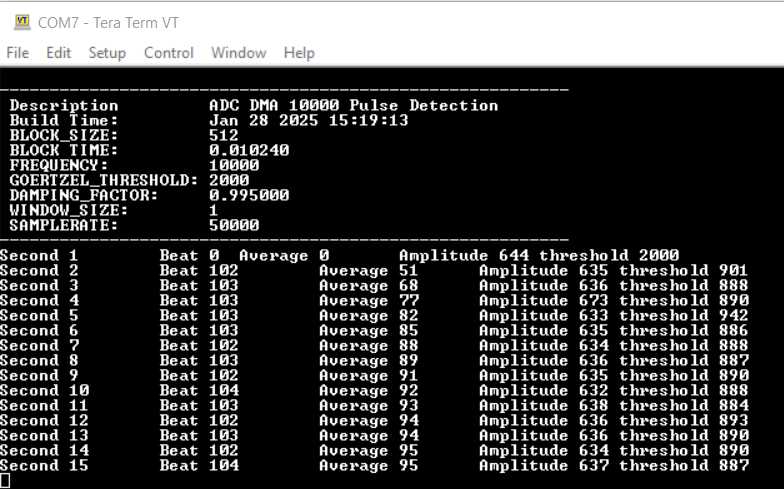 VT COM7 - Tera Term VT
File Edit Setup Control Window Help
---------------------------------------------------------
Description ADC DMA 10000 Pulse Detection
Build Time: Jan 28 2025 15:19:13
BLOCK_SIZE: 512
BLOCK TIME: 0.010240
FREQUENCY: 10000
GOERTZEL_THRESHOLD: 2000
DAMPING_FACTOR: 0.995000
WINDOW_SIZE: 1
SAMPLERATE: 50000
---------------------------------------------------------
Second 1 Beat 0 Average 0 Amplitude 644 threshold 2000
Second 2 Beat 102 Average 51 Amplitude 635 threshold 901
Second 3 Beat 103 Average 68 Amplitude 636 threshold 888
Second 4 Beat 103 Average 77 Amplitude 673 threshold 890
Second 5 Beat 103 Average 82 Amplitude 633 threshold 942
Second 6 Beat 103 Average 85 Amplitude 635 threshold 886
Second 7 Beat 102 Average 88 Amplitude 634 threshold 888
Second 8 Beat 103 Average 89 Amplitude 636 threshold 887
Second 9 Beat 102 Average 91 Amplitude 635 threshold 890
Second 10 Beat 104 Average 92 Amplitude 632 threshold 888
Second 11 Beat 103 Average 93 Amplitude 638 threshold 884
Second 12 Beat 102 Average 94 Amplitude 636 threshold 893
Second 13 Beat 103 Average 94 Amplitude 636 threshold 890
Second 14 Beat 102 Average 95 Amplitude 634 threshold 890
Second 15 Beat 104 Average 95 Amplitude 637 threshold 887